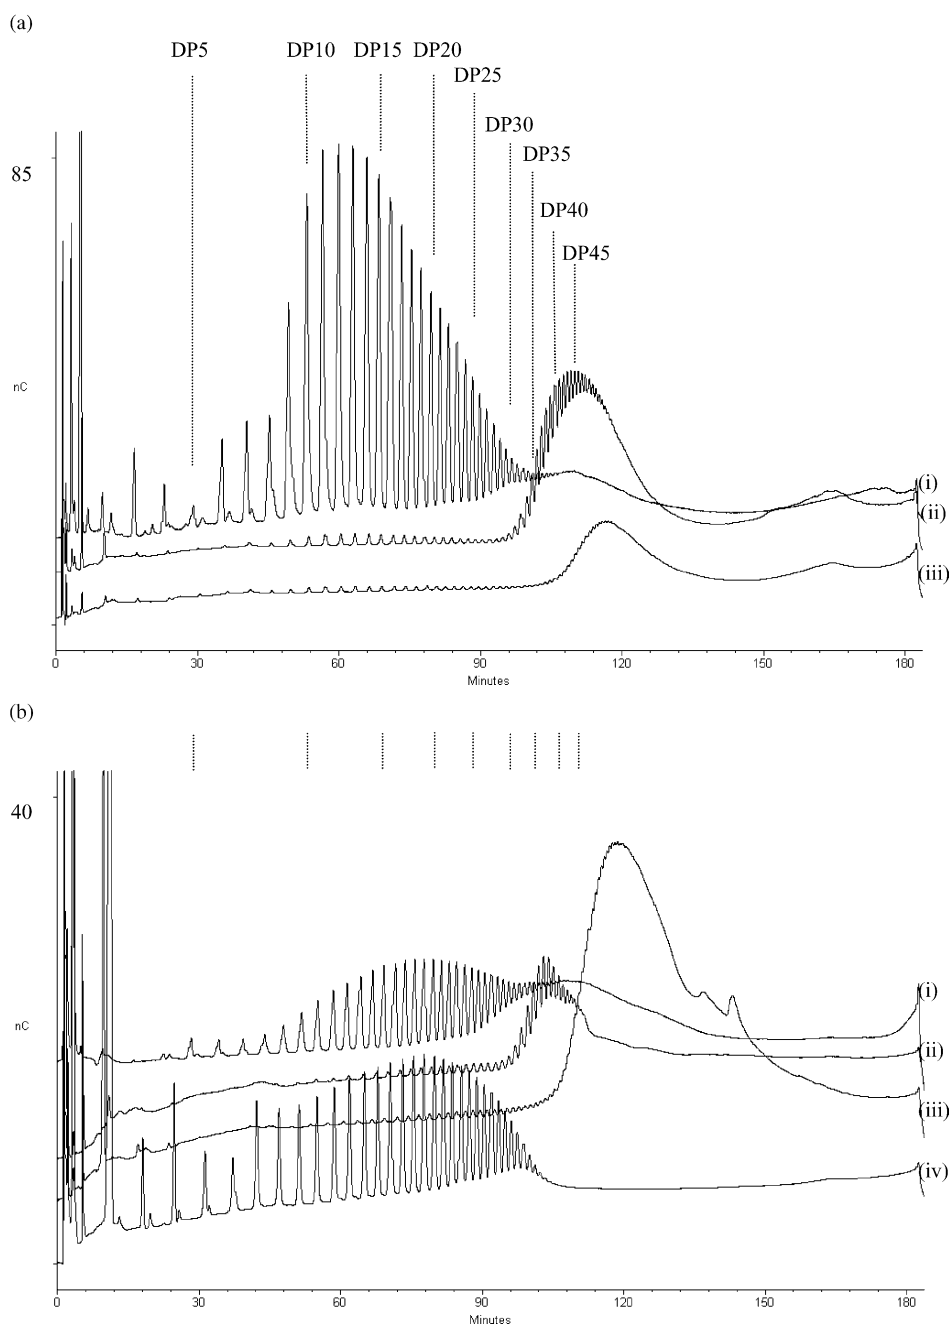 (a)
DP5 DP10 DP15 DP20
DP25
DP30
DP35
DP40
DP45
85
nC
(i)
(ii)
(iii)
0 30 60 90 120 150 180
Minutes
(b)
40
nC
(i)
(ii)
(iii)
(iv)
0 30 60 90 120 150 180
Minutes